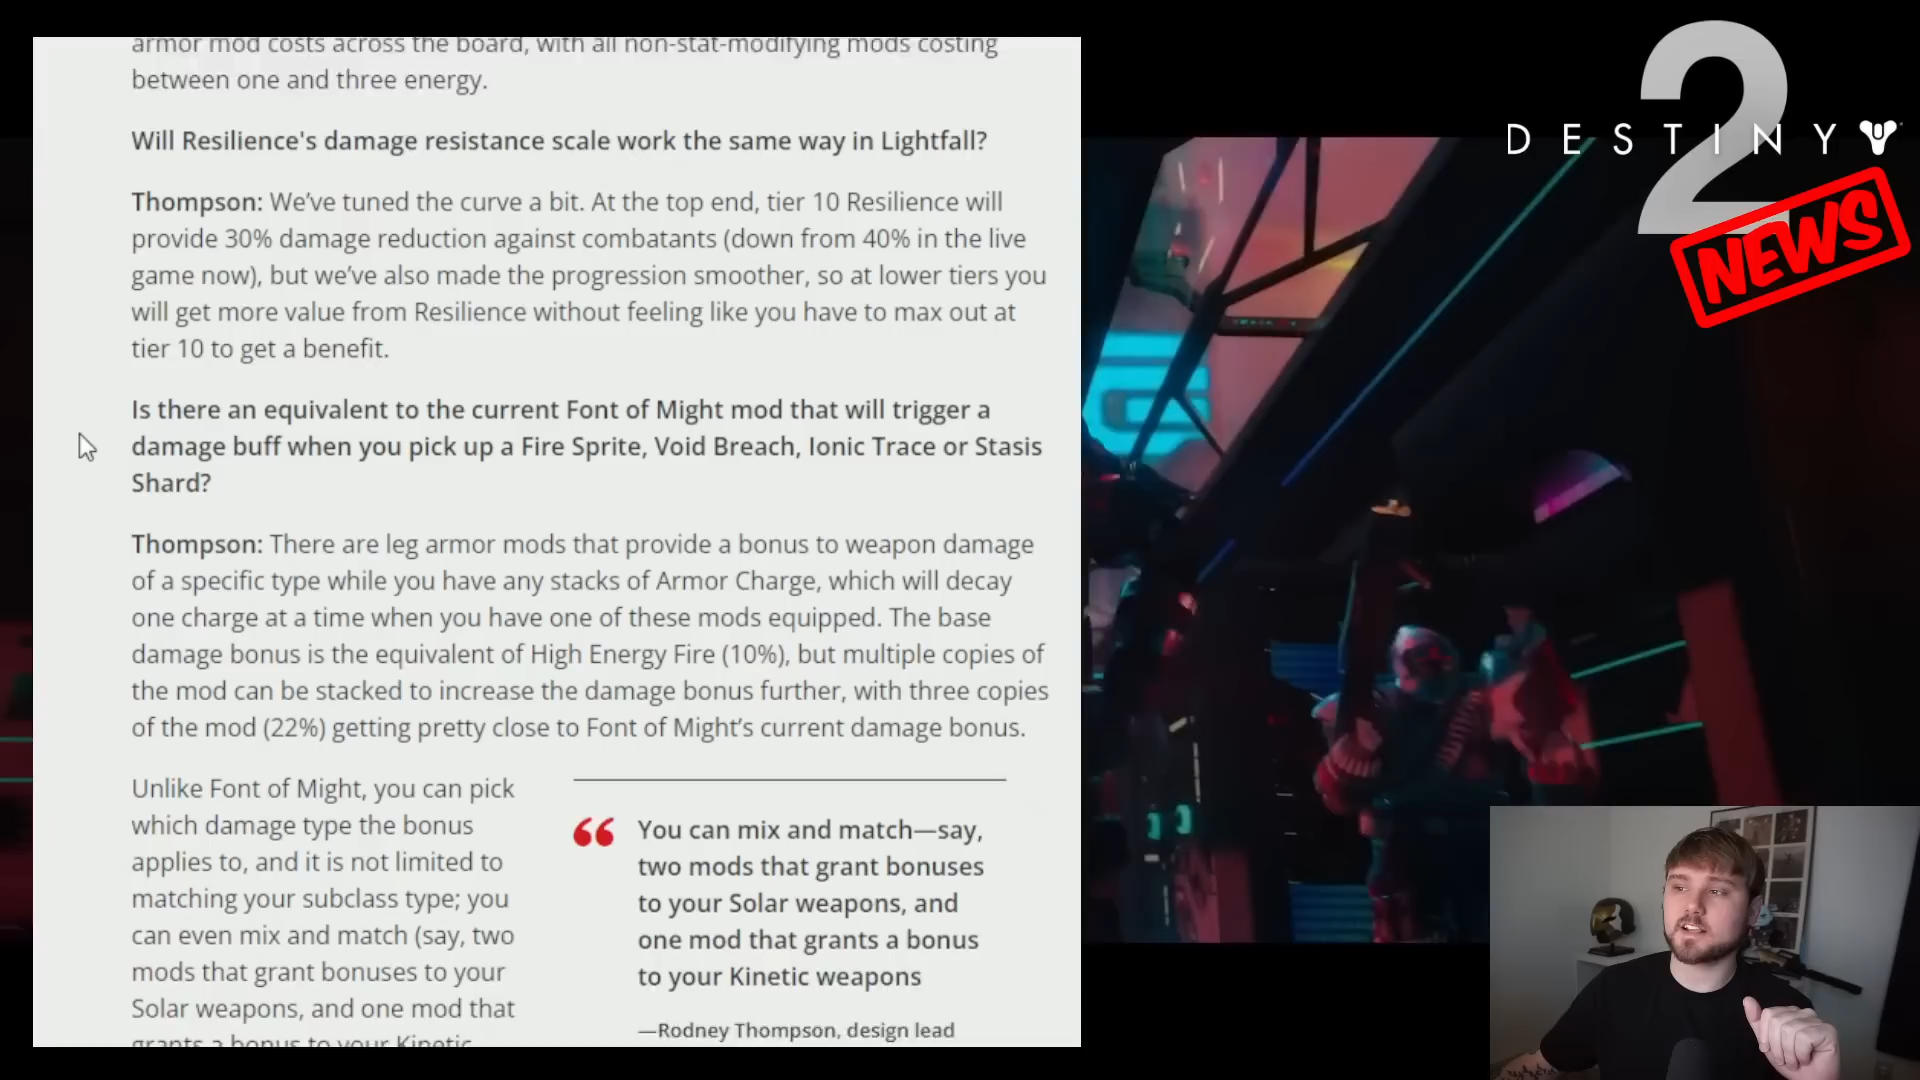 armor mod costs across the board, with all non-stat-modifying mods costing
between one and three energy.
Will Resilience's damage resistance scale work the same way in Lightfall?
Thompson: We've tuned the curve a bit. At the top end, tier 10 Resilience will
provide 30% damage reduction against combatants (down from 40% in the live
game now), but we've also made the progression smoother, so at lower tiers you
will get more value from Resilience without feeling like you have to max out at
tier 10 to get a benefit.
Is there an equivalent to the current Font of Might mod that will trigger a
damage buff when you pick up a Fire Sprite, Void Breach, Ionic Trace or Stasis
Shard?
Thompson: There are leg armor mods that provide a bonus to weapon damage
of a specific type while you have any stacks of Armor Charge, which will decay
one charge at a time when you have one of these mods equipped. The base
damage bonus is the equivalent of High Energy Fire (10%), but multiple copies of
the mod can be stacked to increase the damage bonus further, with three copies
of the mod (22%) getting pretty close to Font of Might's current damage bonus.
Unlike Font of Might, you can pick
which damage type the bonus
applies to, and it is not limited to
matching your subclass type; you
can even mix and match (say, two
mods that grant bonuses to your
Solar weapons, and one mod that
grants a bonus to your Kinetic
“ You can mix and match—say,
two mods that grant bonuses
to your Solar weapons, and
one mod that grants a bonus
to your Kinetic weapons
—Rodney Thompson, design lead
2
DESTINY
NEWS